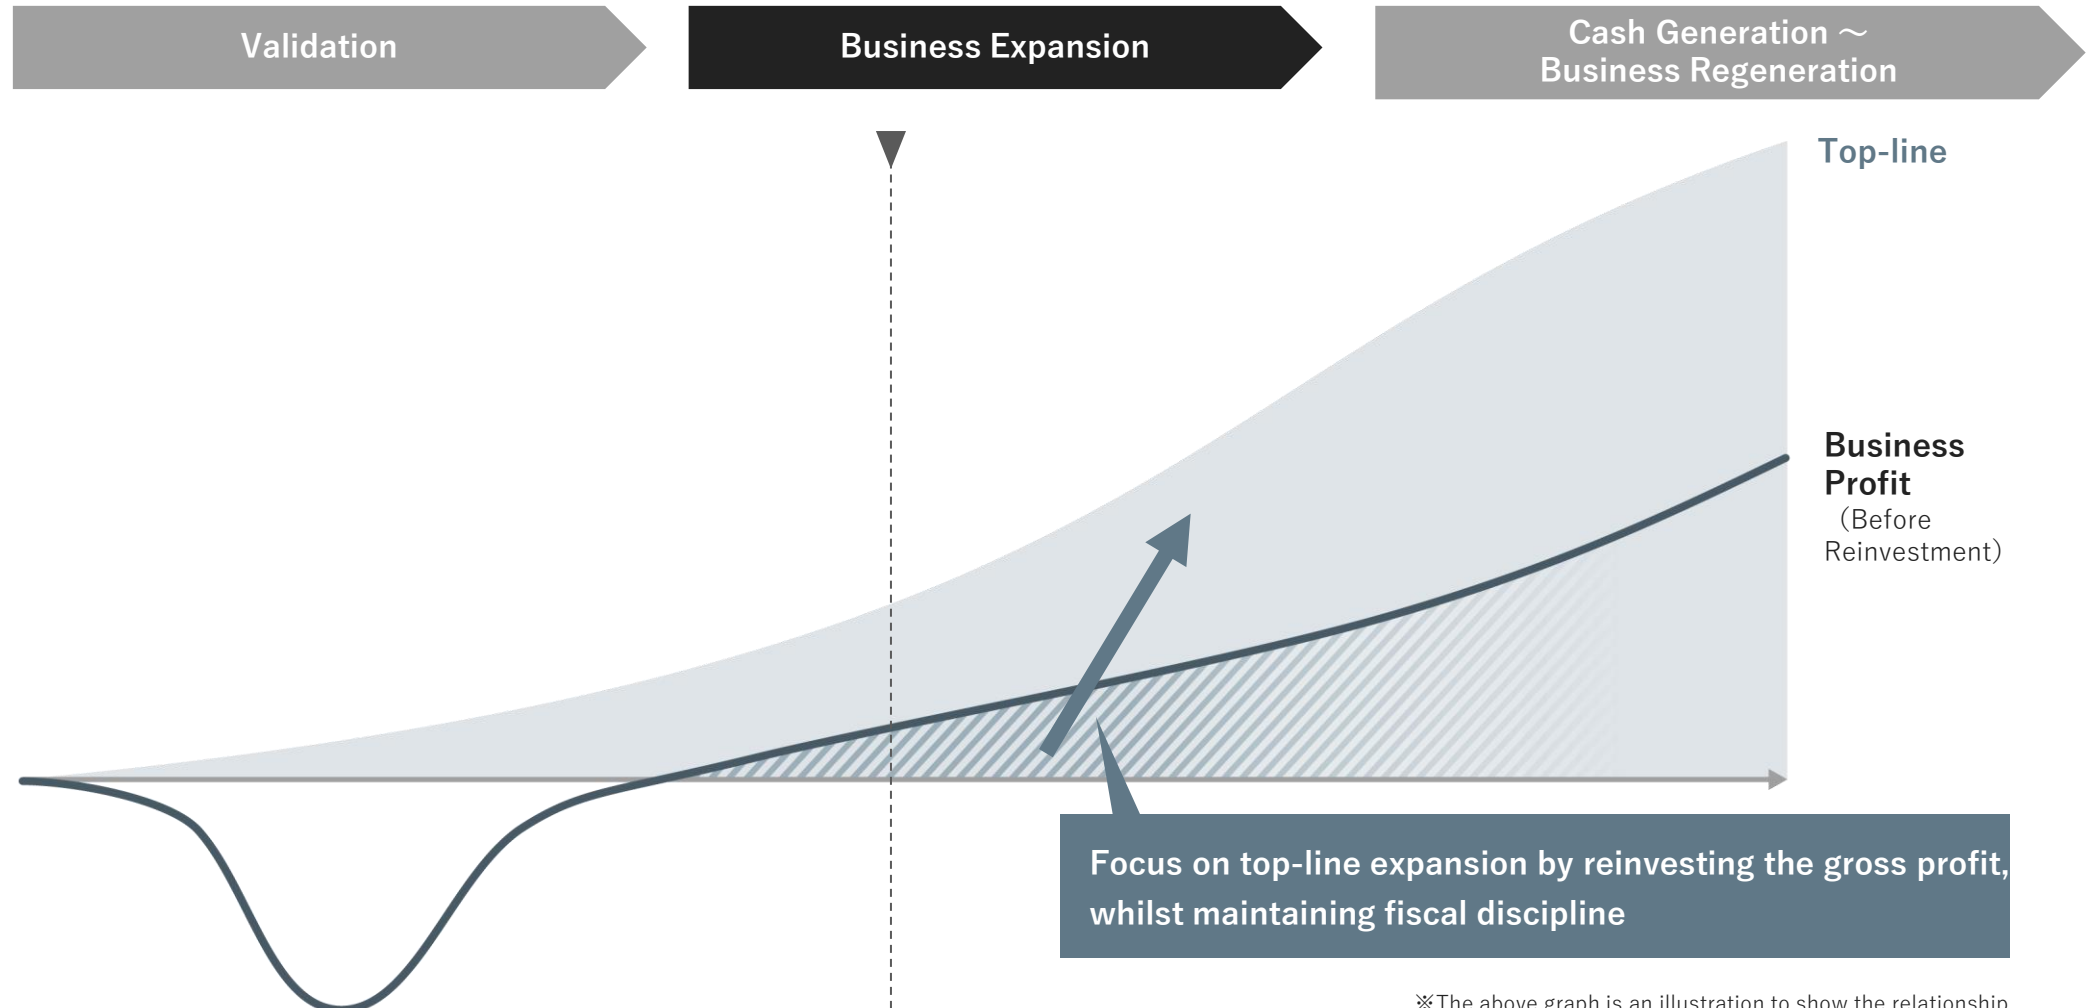 Validation
Business Expansion
Cash Generation ～
Business Regeneration
Top-line
Business
Profit
（Before
Reinvestment）
Focus on top-line expansion by reinvesting the gross profit,
whilst maintaining fiscal discipline
※The above graph is an illustration to show the relationship